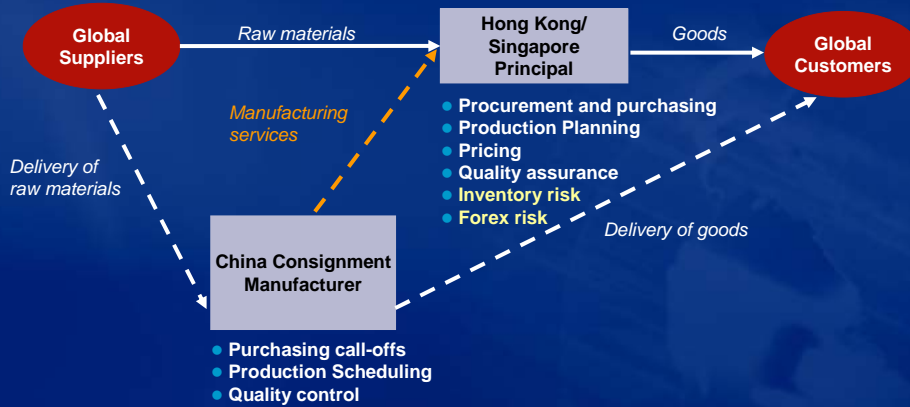 Global
Suppliers
Raw materials
Hong Kong/
Singapore
Principal
Goods
Global
Customers
Manufacturing
services
Procurement and purchasing
Production Planning
Pricing
Quality assurance
Inventory risk
Forex risk
Delivery of
raw materials
Delivery of goods
China Consignment
Manufacturer
Purchasing call-offs
Production Scheduling
Quality control